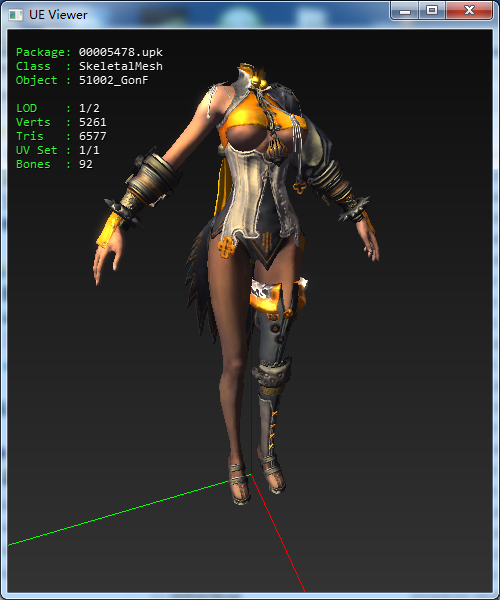 UE Viewer
Package: 00005478.upk
Class : SkeletalMesh
Object : 51002_GonF
LOD : 1/2
Verts : 5261
Tris : 6577
UV Set : 1/1
Bones : 92